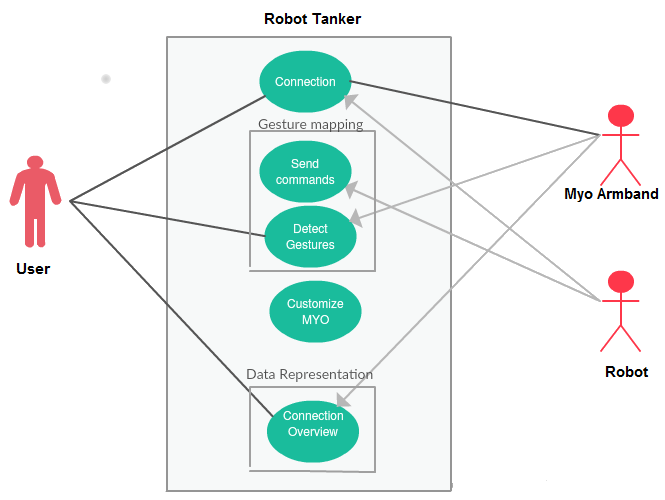 Robot Tanker
Connection
Gesture mapping
Send
commands
Detect
Gestures
Customize
MYO
Data Representation
Connection
Overview
User
Myo Armband
Robot